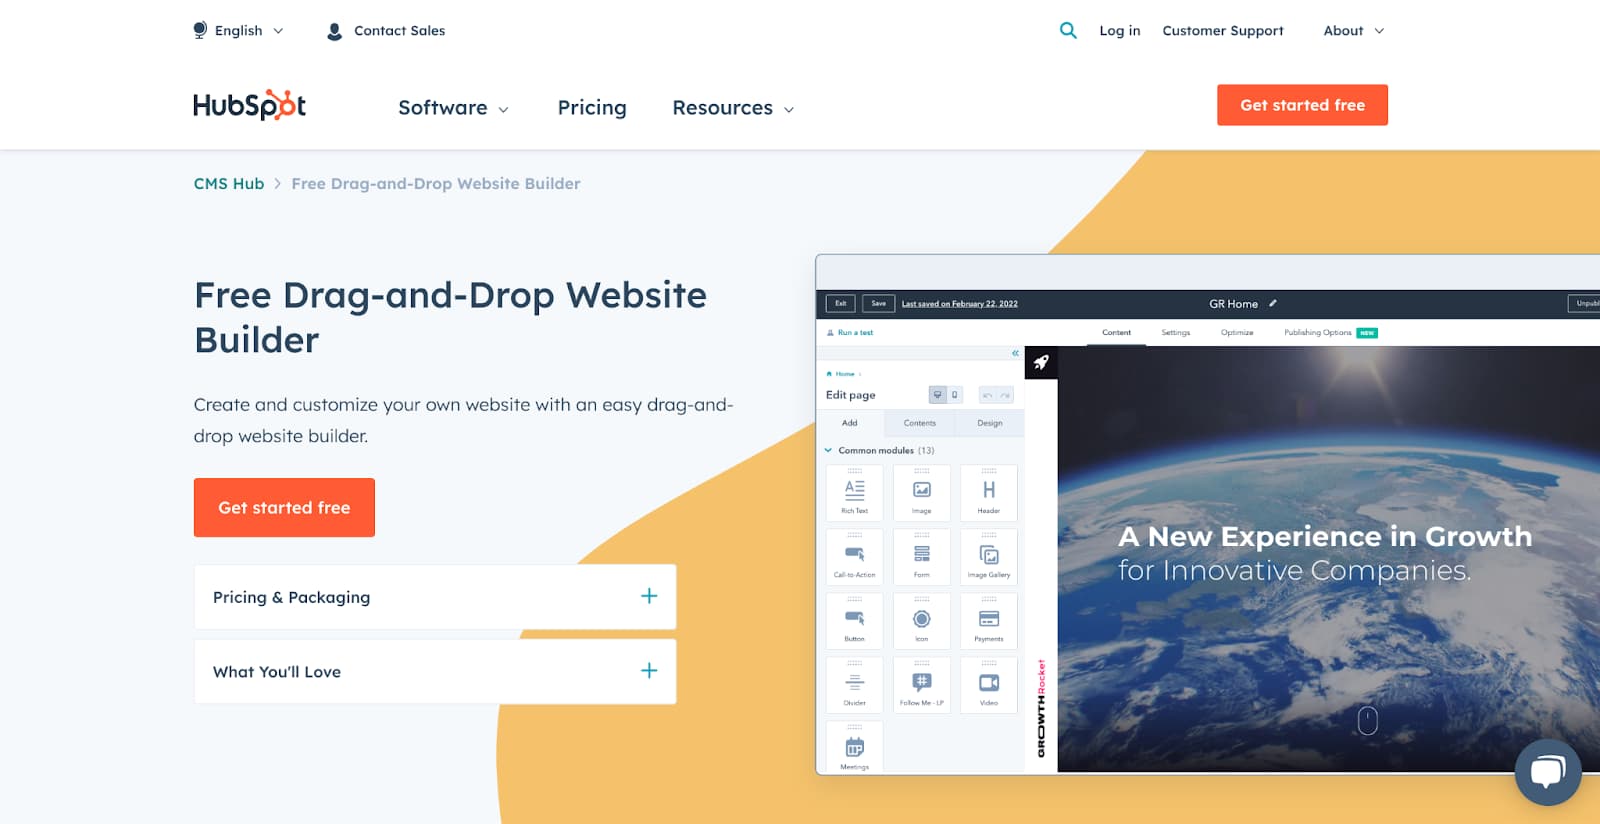 English
Contact Sales
Log in
Customer Support
About
HubSpot
Software
Pricing
Resources
Get started free
CMS Hub > Free Drag-and-Drop Website Builder
Free Drag-and-Drop Website
Builder
Create and customize your own website with an easy drag-and-
drop website builder.
Get started free
Pricing & Packaging
What You'll Love
Exit
Save
Last saved on February 22, 2022
GR Home
Run a test
Content
Settings
Optimize
Publishing Options NEW
Home
Edit page
Add
Contents
Design
Common modules (13)
Rich Text
Image
Header
Call-to-Action
Form
Image Gallery
Button
Icon
Payments
Divider
Follow Me - LP
Video
Meetings
GROWTHRocket
A New Experience in Growth
for Innovative Companies.